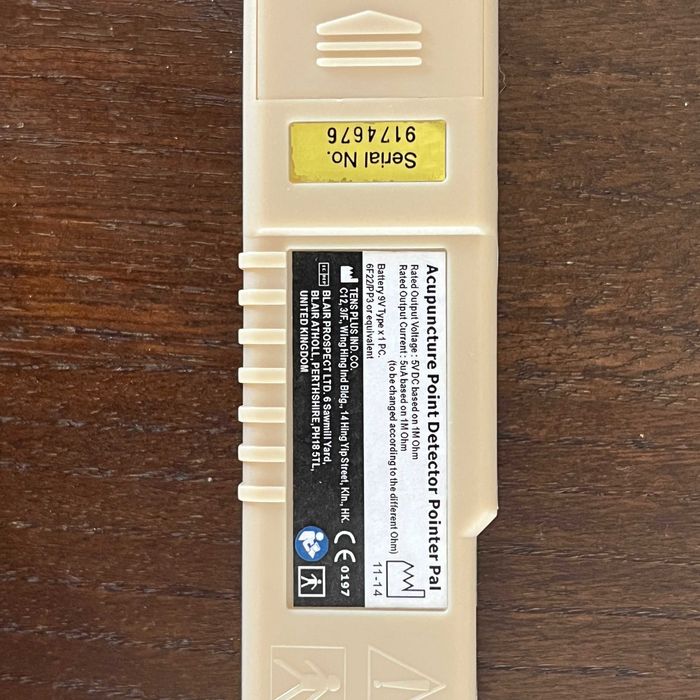 Serial No.
9174676
Acupuncture Point Detector Pointer Pal
Rated Output Voltage : 5V DC based on 1M Ohm
Rated Output Current : 5uA based on 1M Ohm
(to be changed according to the different Ohm)
Battery 9V Type x 1 PC.
6F22/PP3 or equivalent
11-14
TENSPLUS IND. CO.
C12, 3/F., Wing Hing Ind Bldg., 14 Hing Yip Street, Kln., HK.
BLAIR PROSPECT LTD. 6 Sawmill Yard,
BLAIR ATHOLL, PERTHSHIRE, PH18 5TL,
UNITED KINGDOM
CE 0197